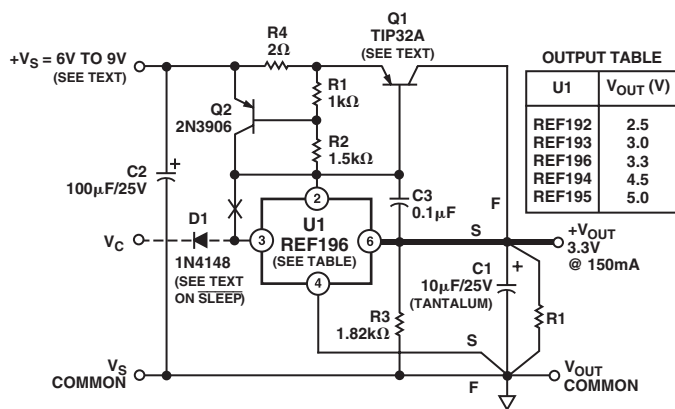 Q1
TIP32A
(SEE TEXT)
+VS = 6V TO 9V
(SEE TEXT)
R4
2Ω
R1
1kΩ
Q2
2N3906
R2
1.5kΩ
C2
100µF/25V
+
C3
0.1µF
F
S
OUTPUT TABLE
U1 VOUT (V)
REF192 2.5
REF193 3.0
REF196 3.3
REF194 4.5
REF195 5.0
VC
D1
1N4148
(SEE TEXT
ON SLEEP)
2
3
U1
REF196
(SEE TABLE)
6
4
+VOUT
3.3V
@ 150mA
C1
+
10µF/25V
(TANTALUM)
R1
R3
1.82kΩ
S
F
VS
COMMON
VOUT
COMMON